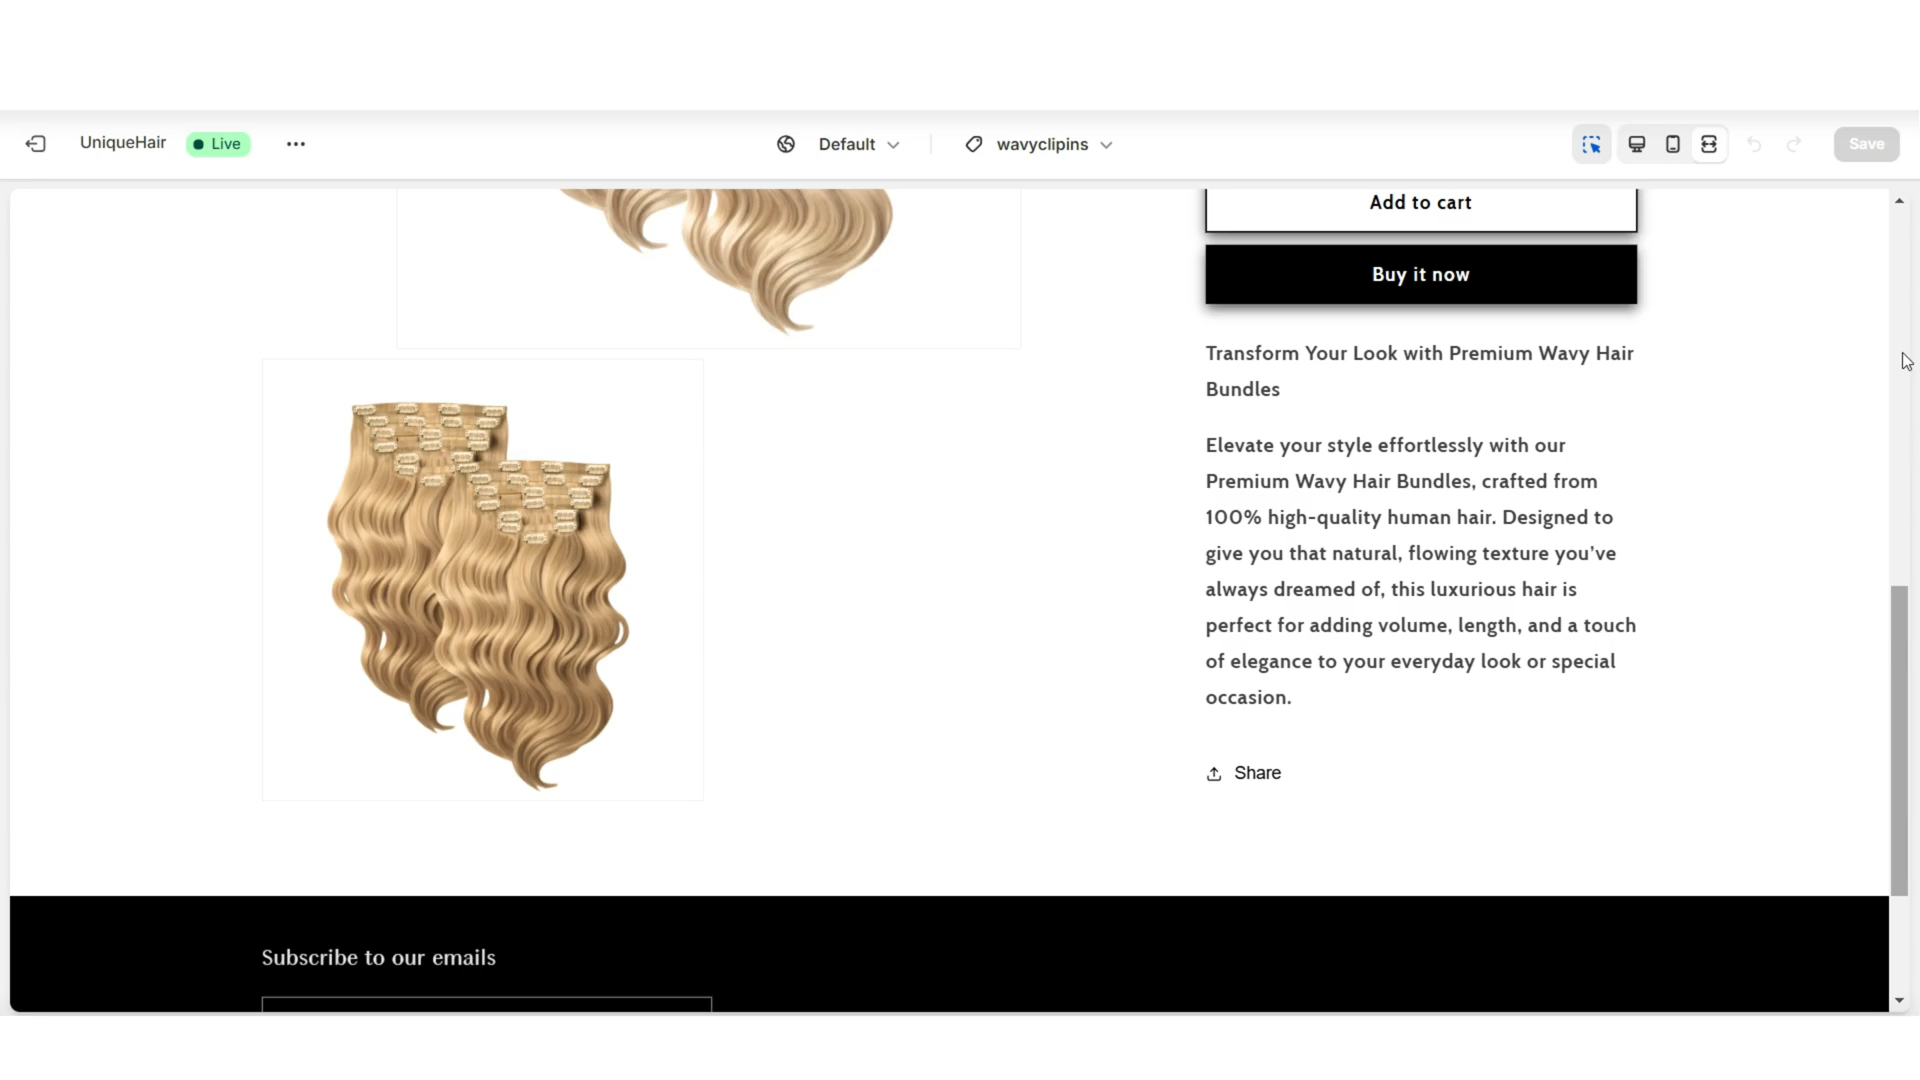 UniqueHair
Live
Default
wavyclipins
Save
Add to cart
Buy it now
Transform Your Look with Premium Wavy Hair
Bundles
Elevate your style effortlessly with our
Premium Wavy Hair Bundles, crafted from
100% high-quality human hair. Designed to
give you that natural, flowing texture you’ve
always dreamed of, this luxurious hair is
perfect for adding volume, length, and a touch
of elegance to your everyday look or special
occasion.
Share
Subscribe to our emails